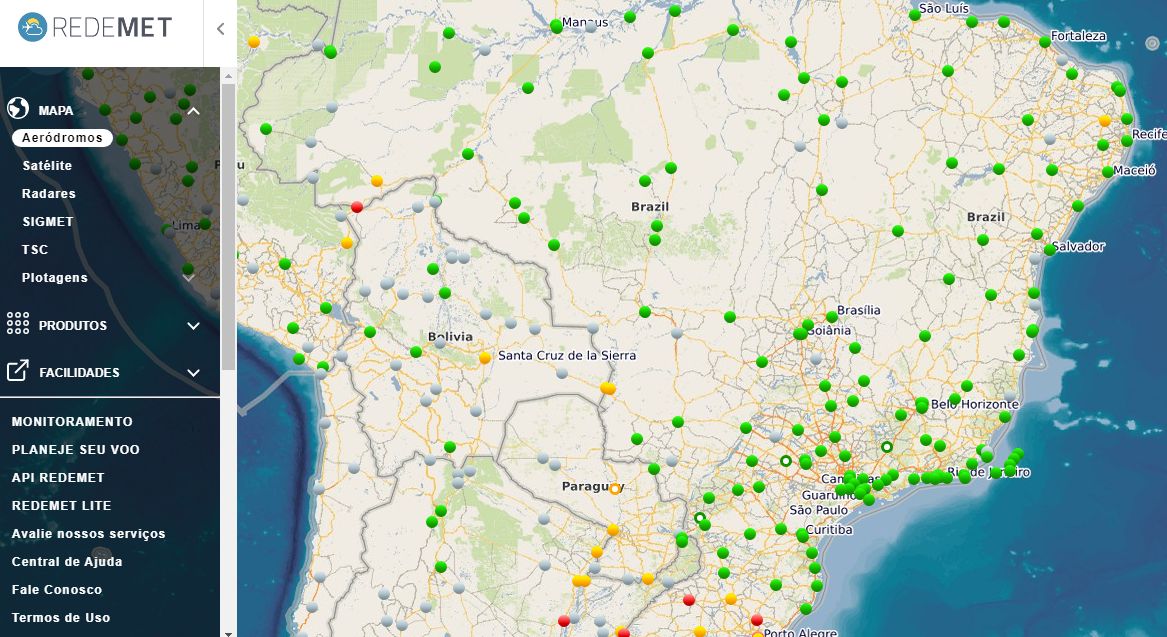 REDEMET
MAPA
Aeródromos
Satélite
Radares
SIGMET
TSC
Plotagens
PRODUTOS
FACILIDADES
MONITORAMENTO
PLANEJE SEU VOO
API REDEMET
REDEMET LITE
Avalie nossos serviços
Central de Ajuda
Fale Conosco
Termos de Uso
Lima
Manaus
São Luís
Fortaleza
Recife
Maceió
Brazil
Brazil
Salvador
Brasília
Goiânia
Bolivia
Santa Cruz de la Sierra
Belo Horizonte
Paraguay
Rio de Janeiro
Campinas
Guarulhos
São Paulo
Curitiba
Porto Alegre